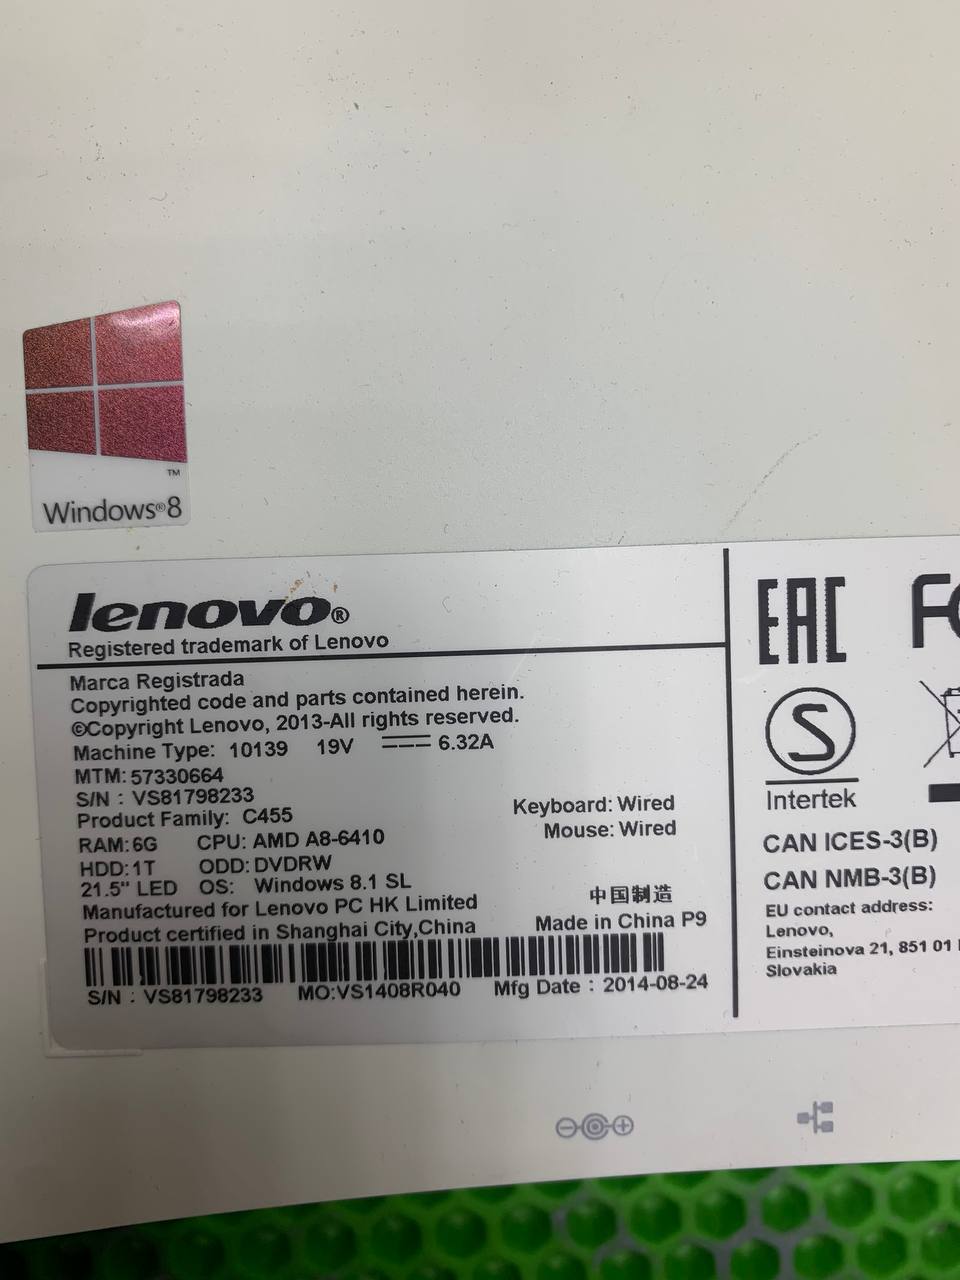 TM
Windows®8
lenovo®
Registered trademark of Lenovo
Marca Registrada
Copyrighted code and parts contained herein.
©Copyright Lenovo, 2013-All rights reserved.
Machine Type: 10139 19V 6.32A
MTM: 57330664
S/N : VS81798233
Product Family: C455
RAM:6G CPU: AMD A8-6410
HDD:1T ODD: DVDRW
21.5" LED OS: Windows 8.1 SL
Keyboard: Wired
Mouse: Wired
Manufactured for Lenovo PC HK Limited
Product certified in Shanghai City,China
中国制造
Made in China P9
S/N : VS81798233 MO:VS1408R040 Mfg Date : 2014-08-24
EAC
S
Intertek
CAN ICES-3(B)
CAN NMB-3(B)
EU contact address:
Lenovo,
Einsteinova 21, 851 01
Slovakia